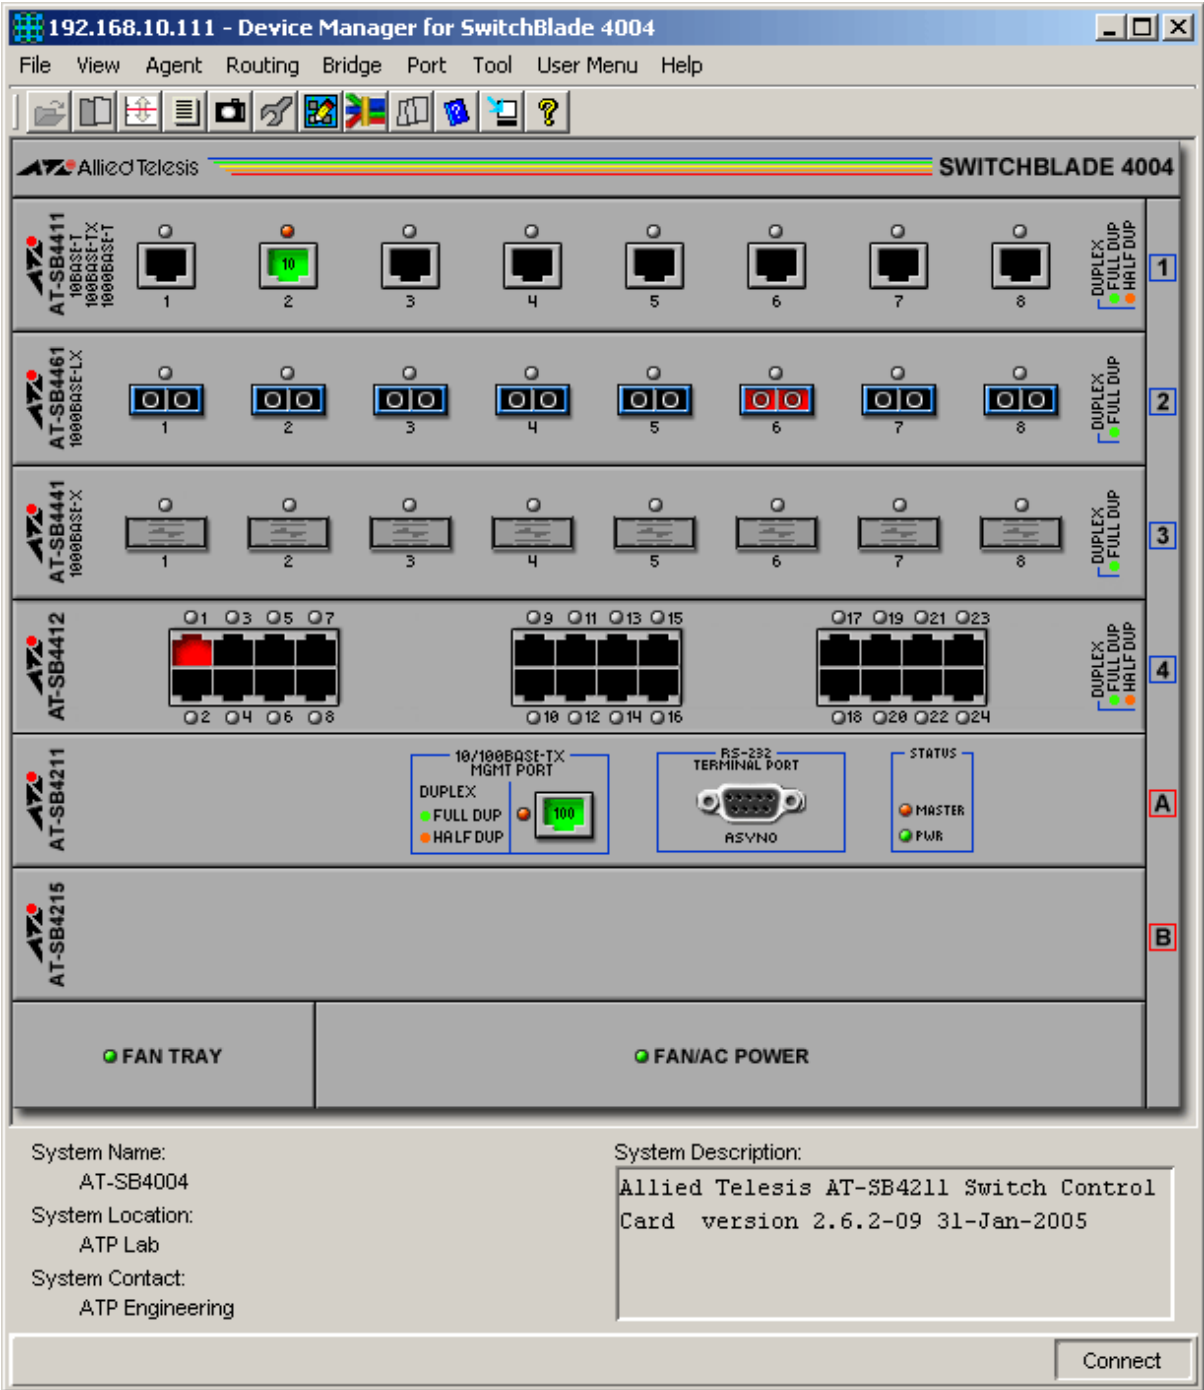 192.168.10.111 - Device Manager for SwitchBlade 4004
File View Agent Routing Bridge Port Tool User Menu Help
Allied Telesis SWITCHBLADE 4004
AT-SB4411
10BASE-T
100BASE-TX
1000BASE-T
1 2 3 4 5 6 7 8
10
DUPLEX
FULL DUP
HALF DUP
1
AT-SB4461
1000BASE-LX
1 2 3 4 5 6 7 8
DUPLEX
FULL DUP
2
AT-SB4441
1000BASE-X
1 2 3 4 5 6 7 8
DUPLEX
FULL DUP
3
AT-SB4412
1 3 5 7 9 11 13 15 17 19 21 23
2 4 6 8 10 12 14 16 18 20 22 24
DUPLEX
FULL DUP
HALF DUP
4
AT-SB4211
10/100BASE-TX
MGMT PORT
DUPLEX
FULL DUP
HALF DUP
100
RS-232
TERMINAL PORT
ASYNO
STATUS
MASTER
PWR
A
AT-SB4215
B
FAN TRAY
FAN/AC POWER
System Name:
AT-SB4004
System Location:
ATP Lab
System Contact:
ATP Engineering
System Description:
Allied Telesis AT-SB4211 Switch Control
Card version 2.6.2-09 31-Jan-2005
Connect